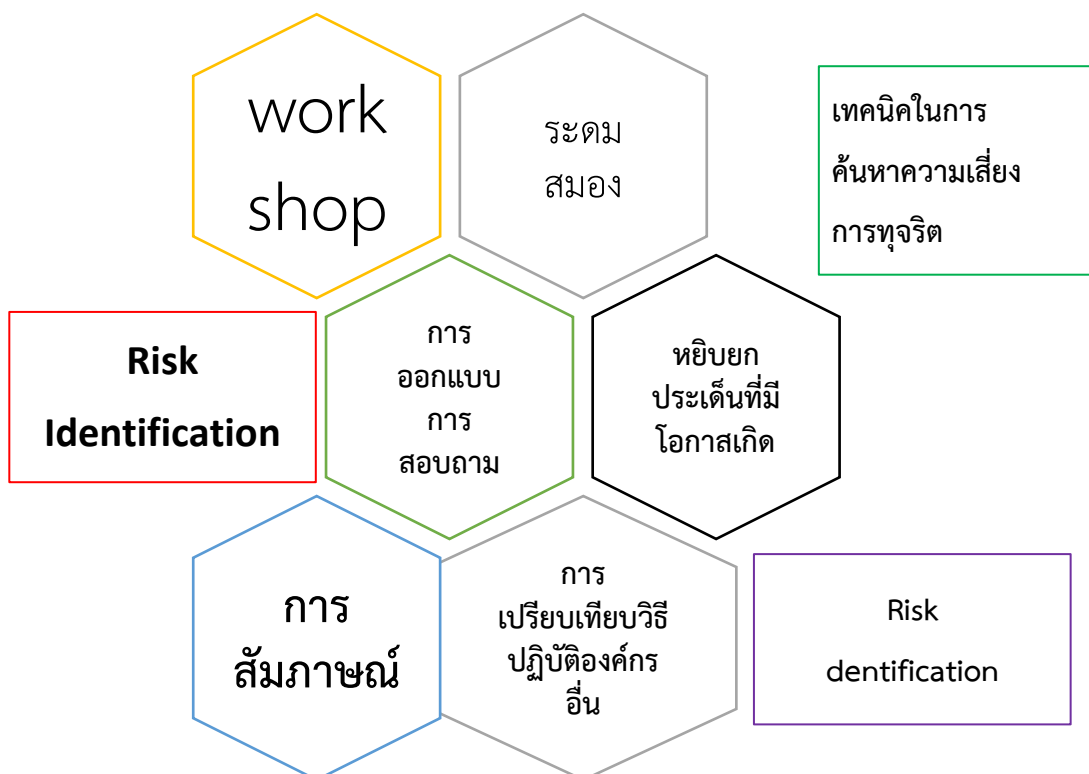 work
shop
ระดม
สมอง
เทคนิคในการ
ค้นหาความเสี่ยง
การทุจริต
Risk
Identification
การ
ออกแบบ
การ
สอบถาม
หยิบยก
ประเด็นที่มี
โอกาสเกิด
การ
สัมภาษณ์
การ
เปรียบเทียบวิธี
ปฏิบัติองค์กร
อื่น
Risk
dentification